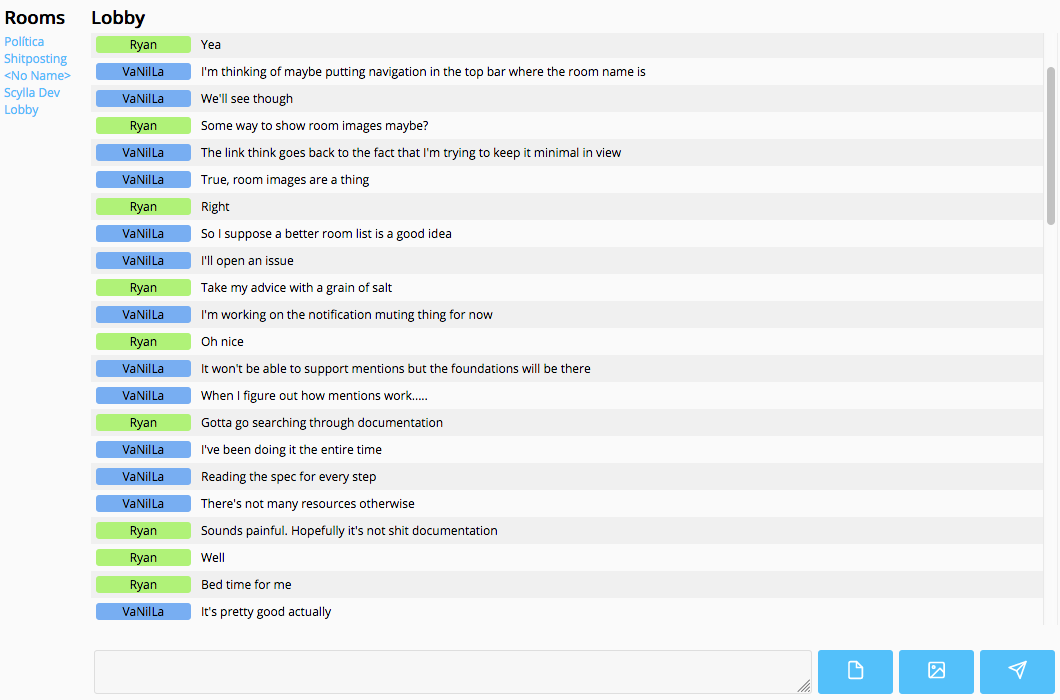 Rooms
Política
Shitposting
<No Name>
Scylla Dev
Lobby
Lobby
Ryan Yea
VaNilLa I'm thinking of maybe putting navigation in the top bar where the room name is
VaNilLa We'll see though
Ryan Some way to show room images maybe?
VaNilLa The link think goes back to the fact that I'm trying to keep it minimal in view
VaNilLa True, room images are a thing
Ryan Right
VaNilLa So I suppose a better room list is a good idea
VaNilLa I'll open an issue
Ryan Take my advice with a grain of salt
VaNilLa I'm working on the notification muting thing for now
Ryan Oh nice
VaNilLa It won't be able to support mentions but the foundations will be there
VaNilLa When I figure out how mentions work.....
Ryan Gotta go searching through documentation
VaNilLa I've been doing it the entire time
VaNilLa Reading the spec for every step
VaNilLa There's not many resources otherwise
Ryan Sounds painful. Hopefully it's not shit documentation
Ryan Well
Ryan Bed time for me
VaNilLa It's pretty good actually